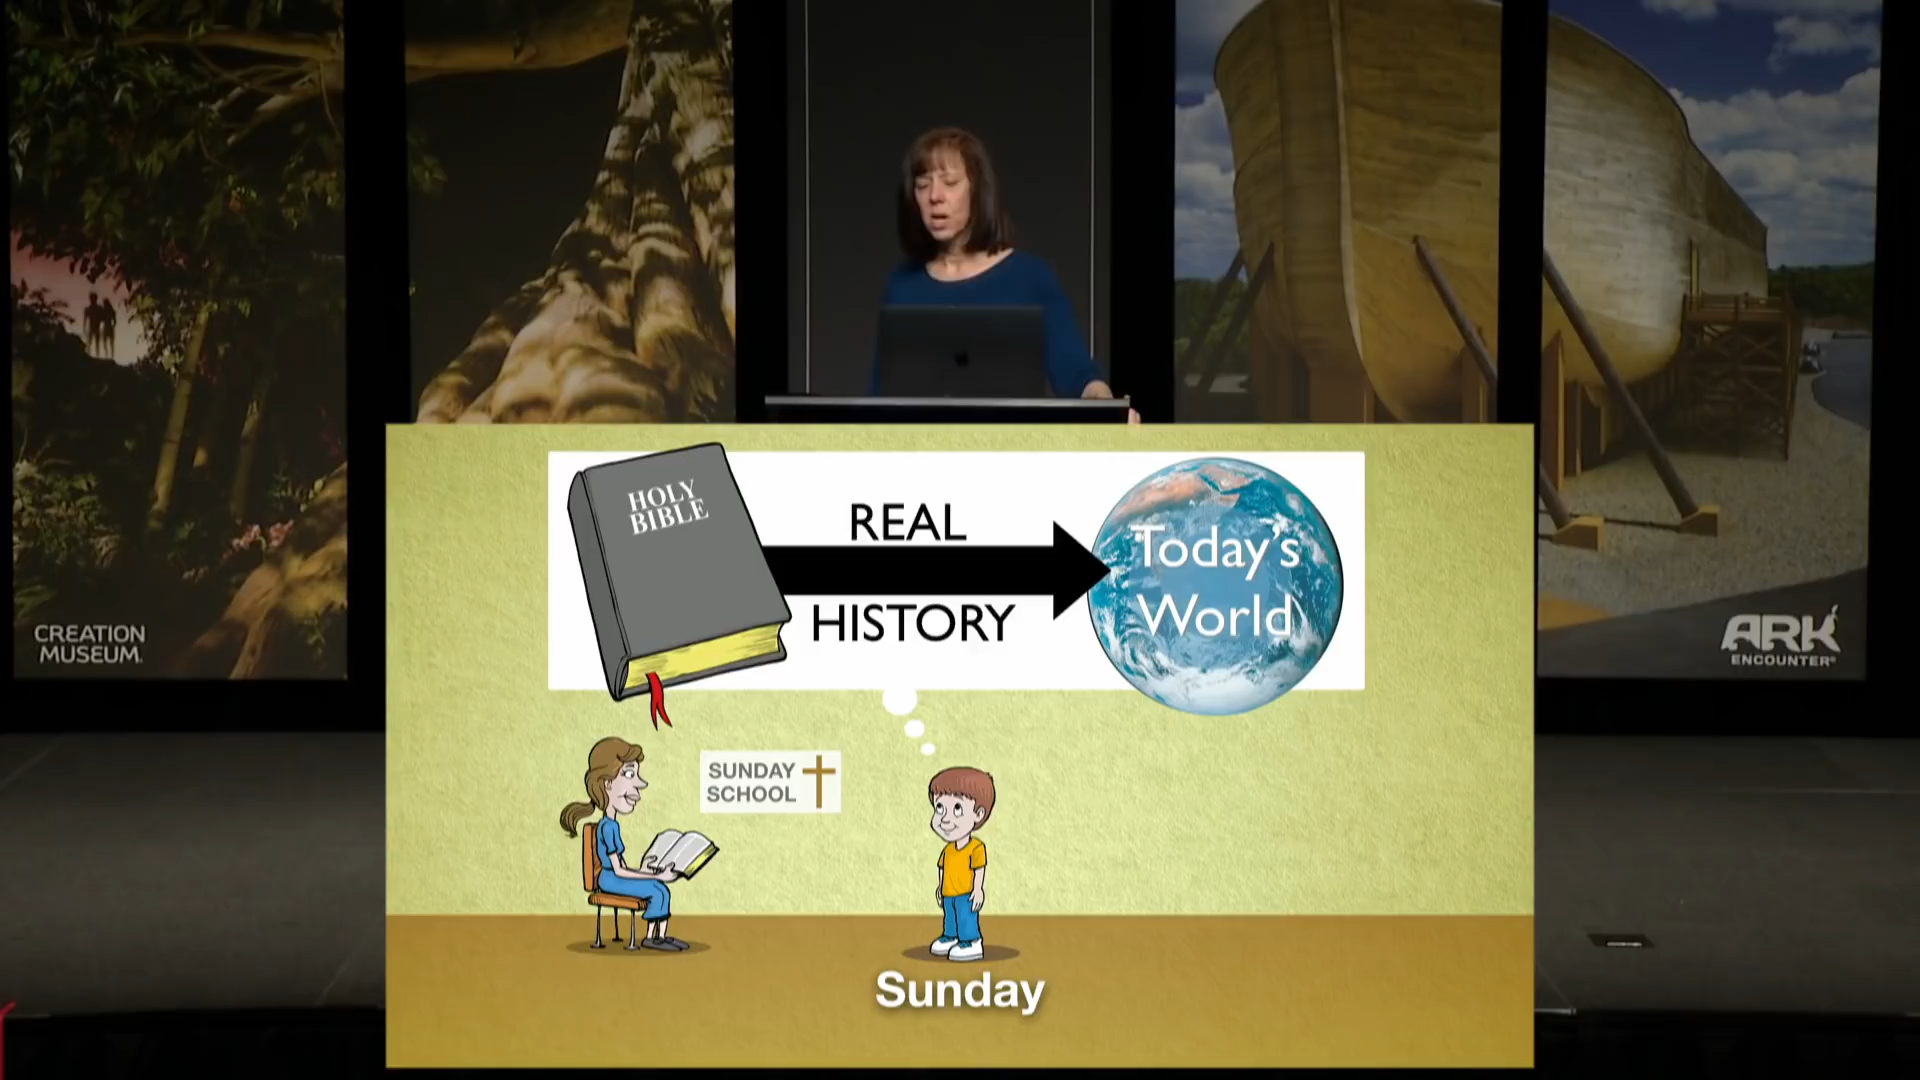 HOLY
BIBLE
REAL
HISTORY
Today's
World
SUNDAY
SCHOOL
Sunday
CREATION
MUSEUM
ARK
ENCOUNTER®